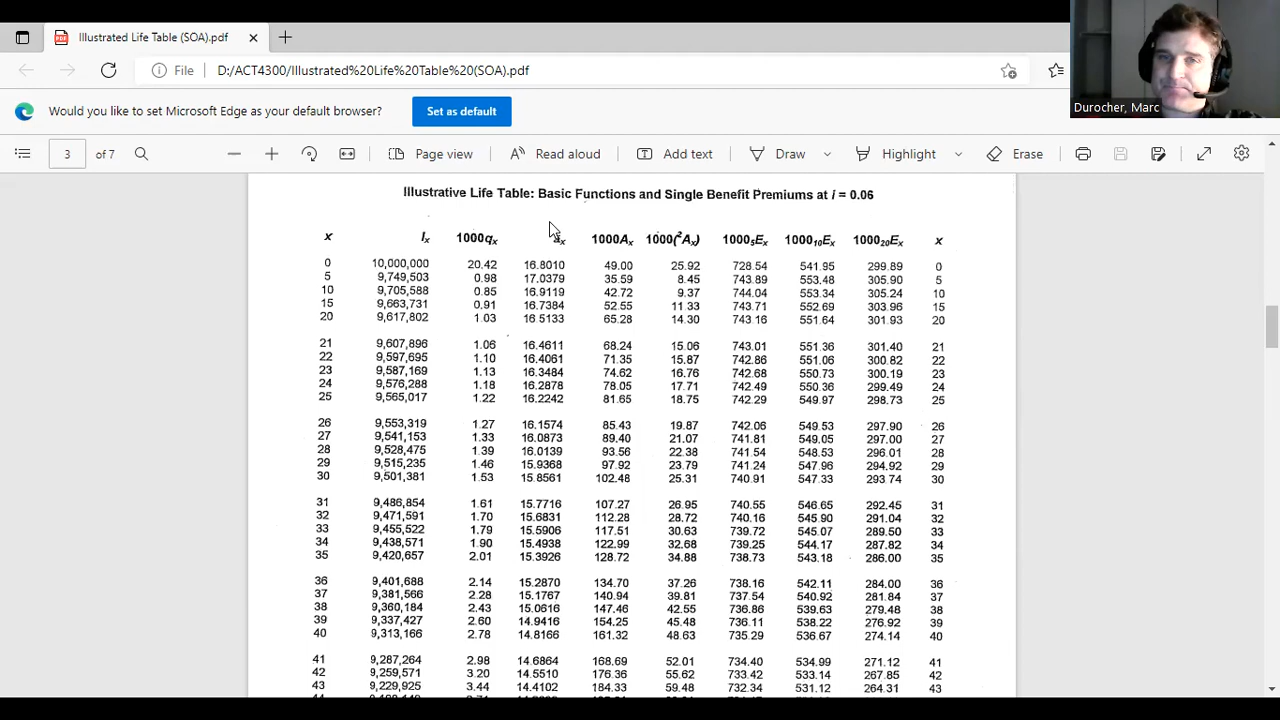 Illustrated Life Table (SOA).pdf
File D:/ACT4300/Illustrated%20Life%20Table%20(SOA).pdf
Durocher, Marc
Would you like to set Microsoft Edge as your default browser? Set as default
3 of 7 Page view Read aloud Add text Draw Highlight Erase
Illustrative Life Table: Basic Functions and Single Benefit Premiums at i = 0.06
x lx 1000qx äx 1000Ax 1000(²Ax) 1000₅Ex 1000₁₀Ex 1000₂₀Ex x
0 10,000,000 20.42 16.8010 49.00 25.92 728.54 541.95 299.89 0
5 9,749,503 0.98 17.0379 35.59 8.45 743.89 553.48 305.90 5
10 9,705,588 0.85 16.9119 42.72 9.37 744.04 553.34 305.24 10
15 9,663,731 0.91 16.7384 52.55 11.33 743.71 552.69 303.96 15
20 9,617,802 1.03 16.5133 65.28 14.30 743.16 551.64 301.93 20
21 9,607,896 1.06 16.4611 68.24 15.06 743.01 551.36 301.40 21
22 9,597,695 1.10 16.4061 71.35 15.87 742.86 551.06 300.82 22
23 9,587,169 1.13 16.3484 74.62 16.76 742.68 550.73 300.19 23
24 9,576,288 1.18 16.2878 78.05 17.71 742.49 550.36 299.49 24
25 9,565,017 1.22 16.2242 81.65 18.75 742.29 549.97 298.73 25
26 9,553,319 1.27 16.1574 85.43 19.87 742.06 549.53 297.90 26
27 9,541,153 1.33 16.0873 89.40 21.07 741.81 549.05 297.00 27
28 9,528,475 1.39 16.0139 93.56 22.38 741.54 548.53 296.01 28
29 9,515,235 1.46 15.9368 97.92 23.79 741.24 547.96 294.92 29
30 9,501,381 1.53 15.8561 102.48 25.31 740.91 547.33 293.74 30
31 9,486,854 1.61 15.7716 107.27 26.95 740.55 546.65 292.45 31
32 9,471,591 1.70 15.6831 112.28 28.72 740.16 545.90 291.04 32
33 9,455,522 1.79 15.5906 117.51 30.63 739.72 545.07 289.50 33
34 9,438,571 1.90 15.4938 122.99 32.68 739.25 544.17 287.82 34
35 9,420,657 2.01 15.3926 128.72 34.88 738.73 543.18 286.00 35
36 9,401,688 2.14 15.2870 134.70 37.26 738.16 542.11 284.00 36
37 9,381,566 2.28 15.1767 140.94 39.81 737.54 540.92 281.84 37
38 9,360,184 2.43 15.0616 147.46 42.55 736.86 539.63 279.48 38
39 9,337,427 2.60 14.9416 154.25 45.48 736.11 538.22 276.92 39
40 9,313,166 2.78 14.8166 161.32 48.63 735.29 536.67 274.14 40
41 9,287,264 2.98 14.6864 168.69 52.01 734.40 534.99 271.12 41
42 9,259,571 3.20 14.5510 176.36 55.62 733.42 533.14 267.85 42
43 9,229,925 3.44 14.4102 184.33 59.48 732.34 531.12 264.31 43